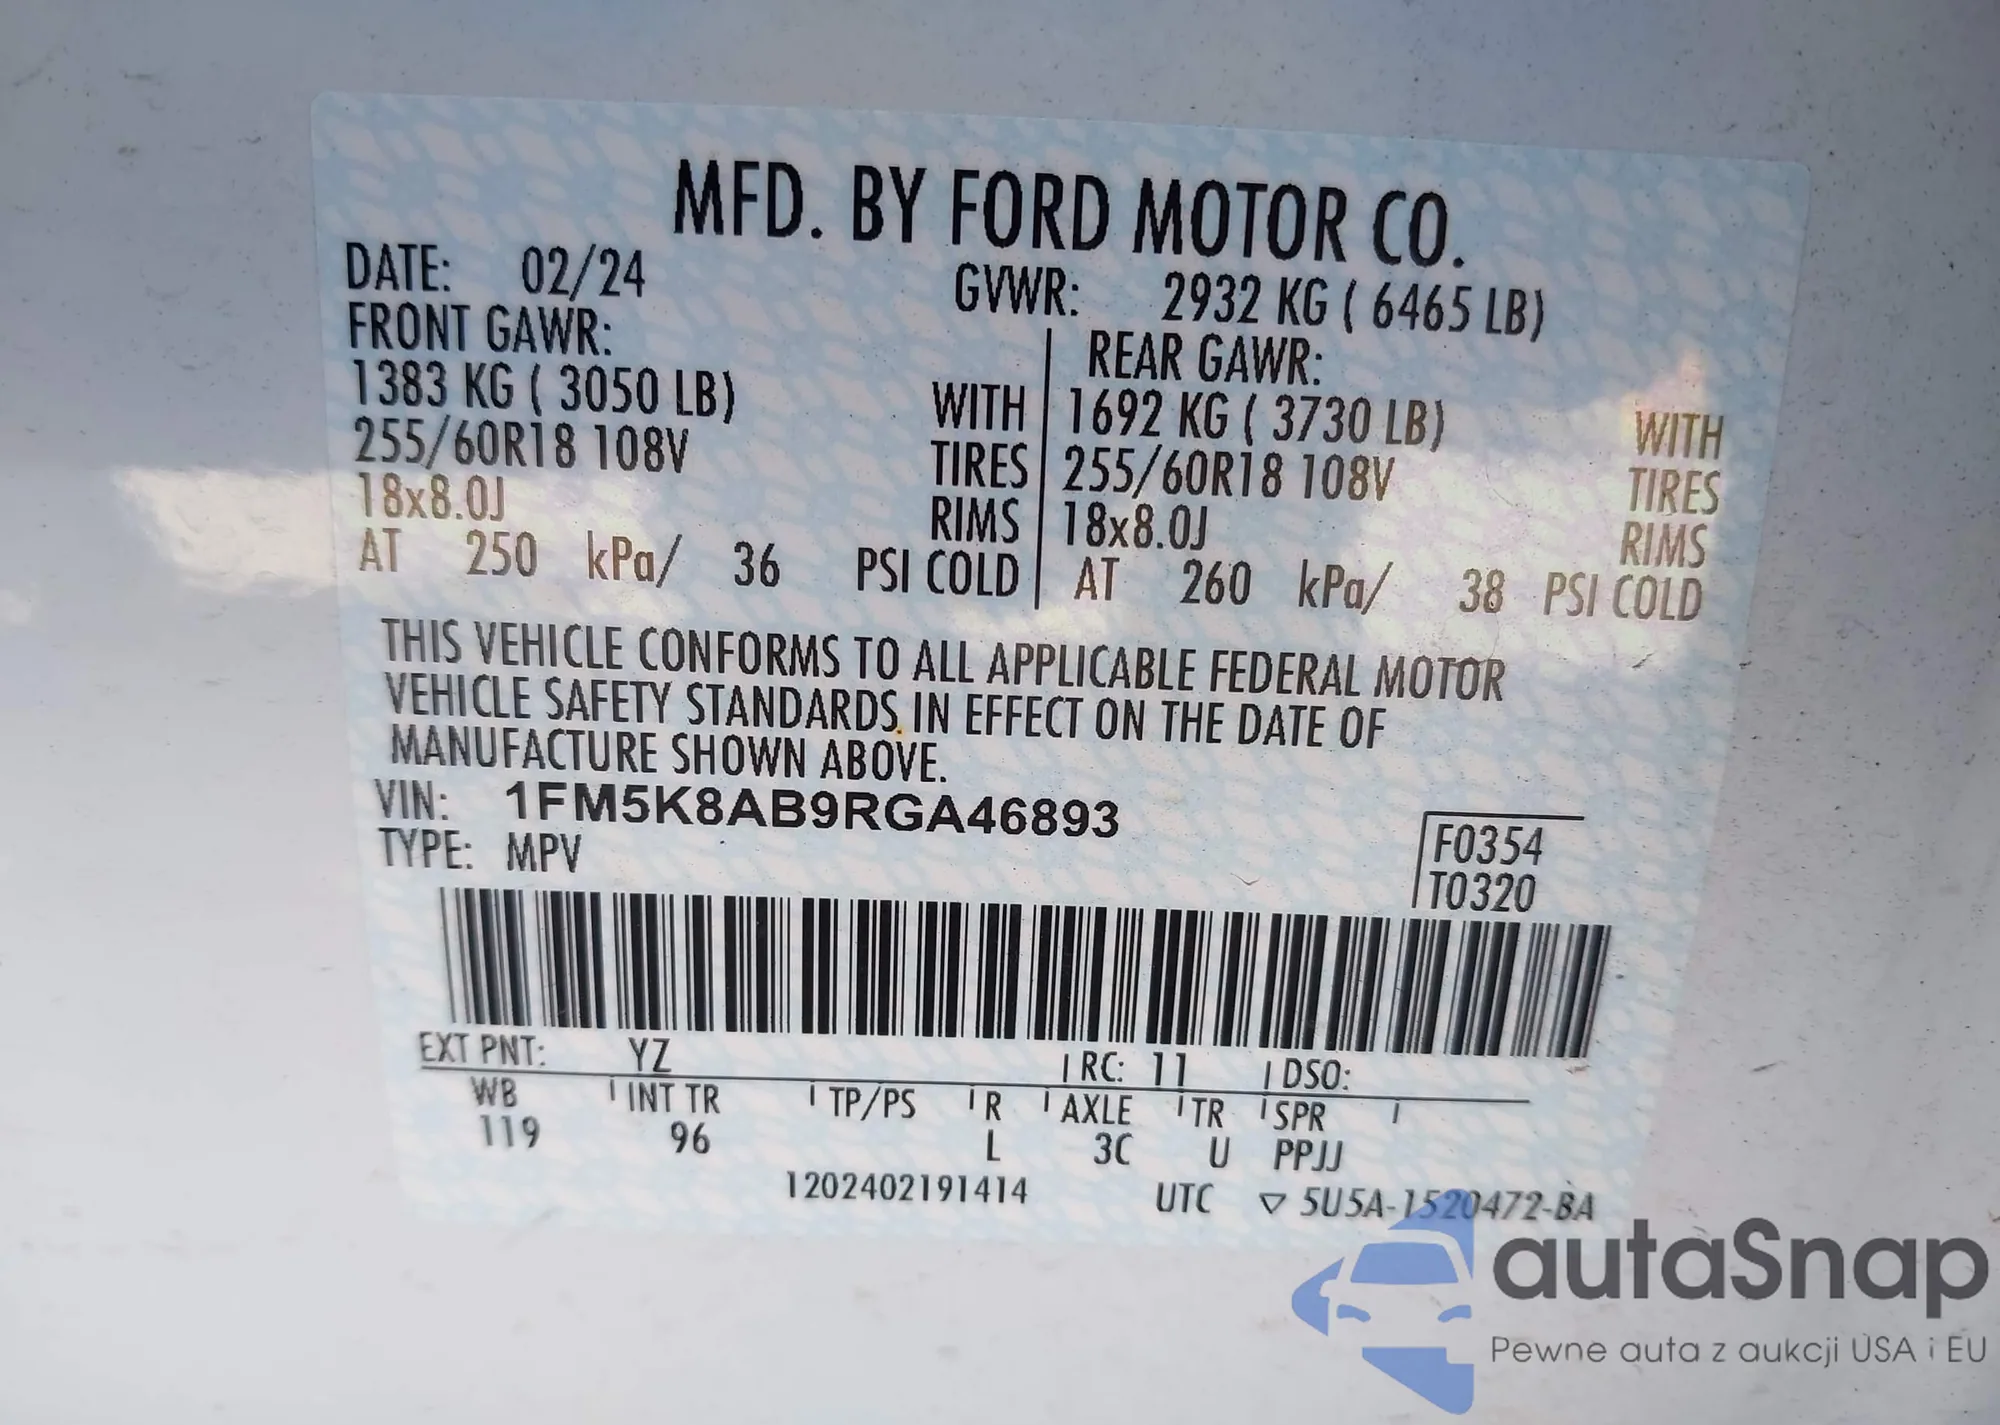 MFD. BY FORD MOTOR CO.
DATE: 02/24 GVWR: 2932 KG ( 6465 LB)
FRONT GAWR: REAR GAWR:
1383 KG ( 3050 LB) WITH 1692 KG ( 3730 LB) WITH
255/60R18 108V TIRES 255/60R18 108V TIRES
18x8.0J RIMS 18x8.0J RIMS
AT 250 kPa/ 36 PSI COLD AT 260 kPa/ 38 PSI COLD
THIS VEHICLE CONFORMS TO ALL APPLICABLE FEDERAL MOTOR
VEHICLE SAFETY STANDARDS IN EFFECT ON THE DATE OF
MANUFACTURE SHOWN ABOVE.
VIN: 1FM5K8AB9RGA46893
TYPE: MPV
F0354
T0320
EXT PNT: YZ RC: 11 DSO:
WB INT TR TP/PS R AXLE TR SPR
119 96 L 3C U PPJJ
1202402191414 UTC ▽ 5U5A-1520472-BA
autaSnap
Pewne auta z aukcji USA i EU